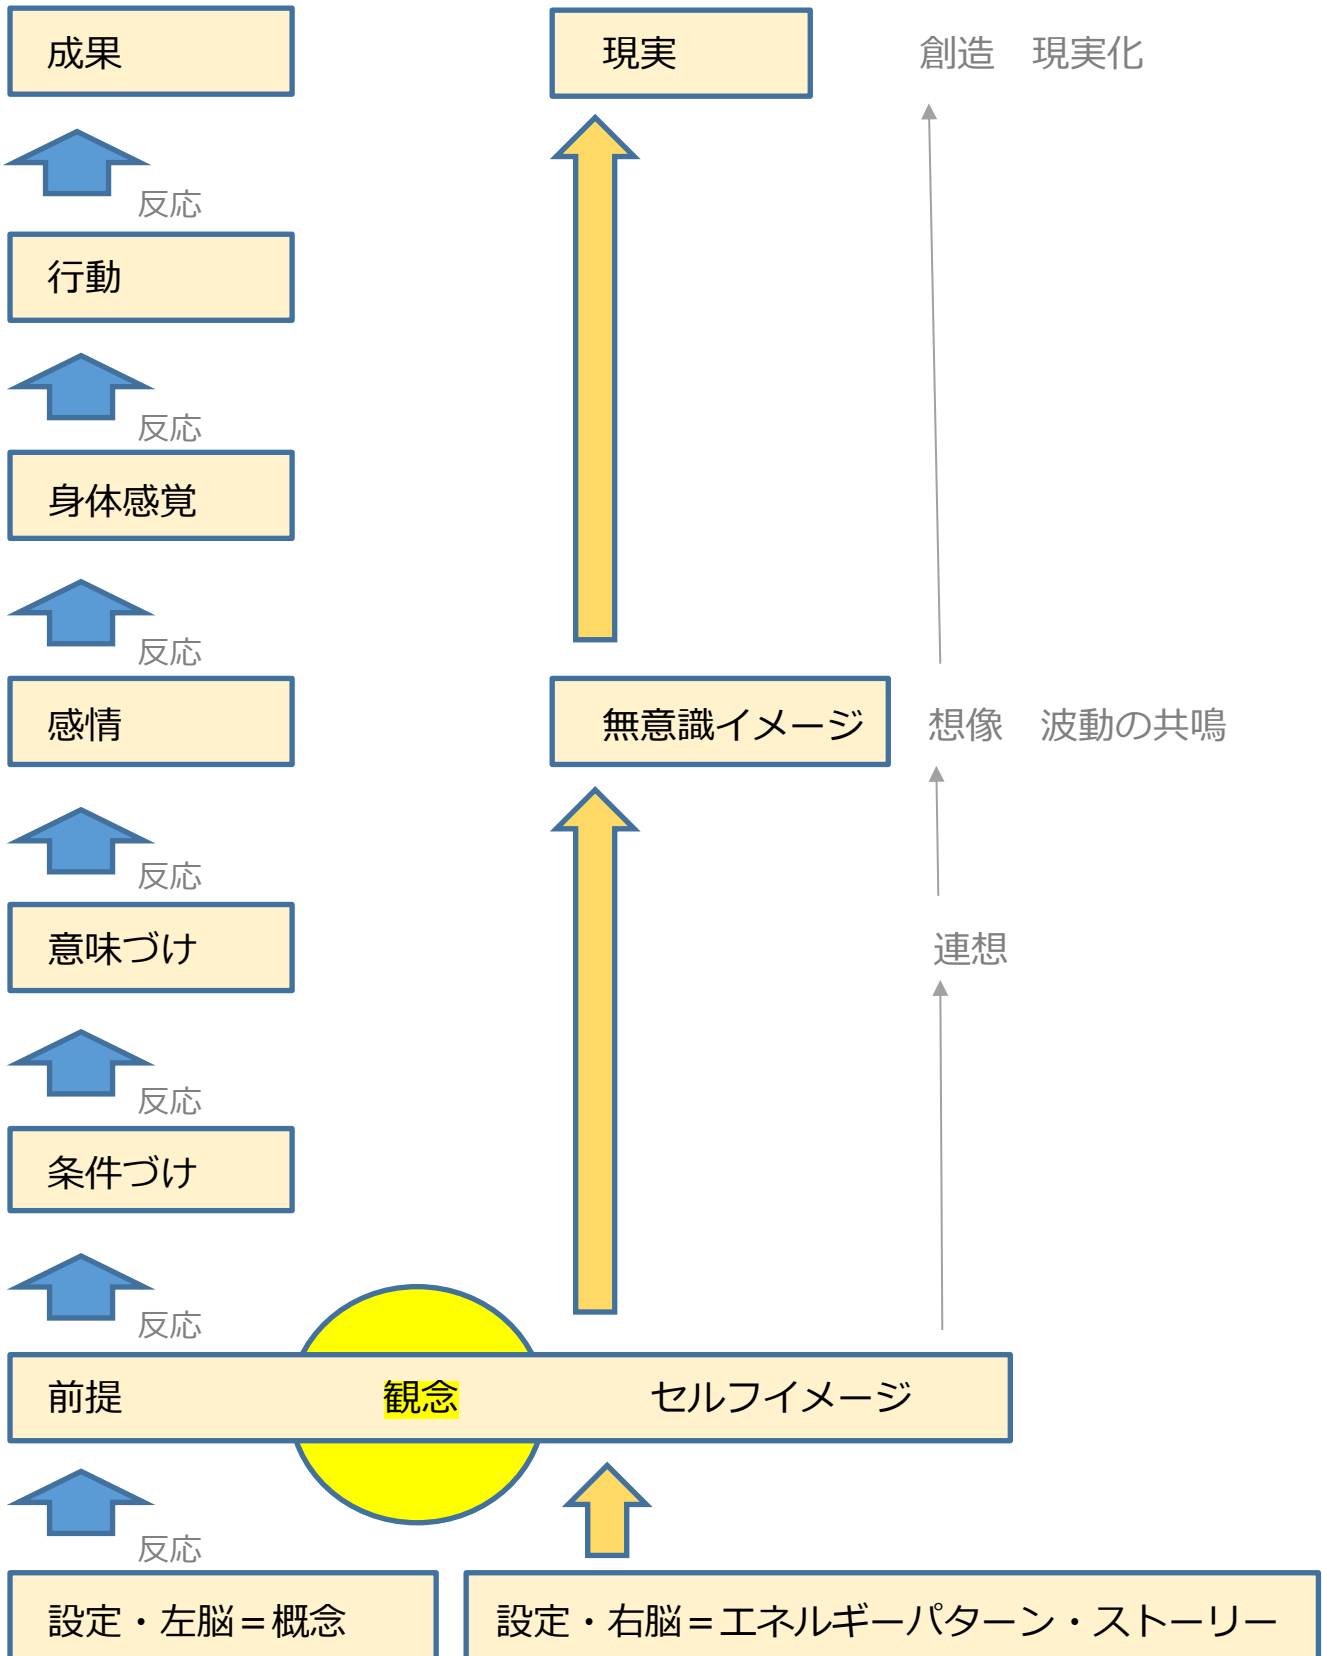 成果　現実　創造　現実化
反応
行動
反応
身体感覚
反応
感情　無意識イメージ　想像　波動の共鳴
反応
意味づけ　連想
反応
条件づけ
反応
前提　観念　セルフイメージ
反応
設定・左脳＝概念　設定・右脳＝エネルギーパターン・ストーリー